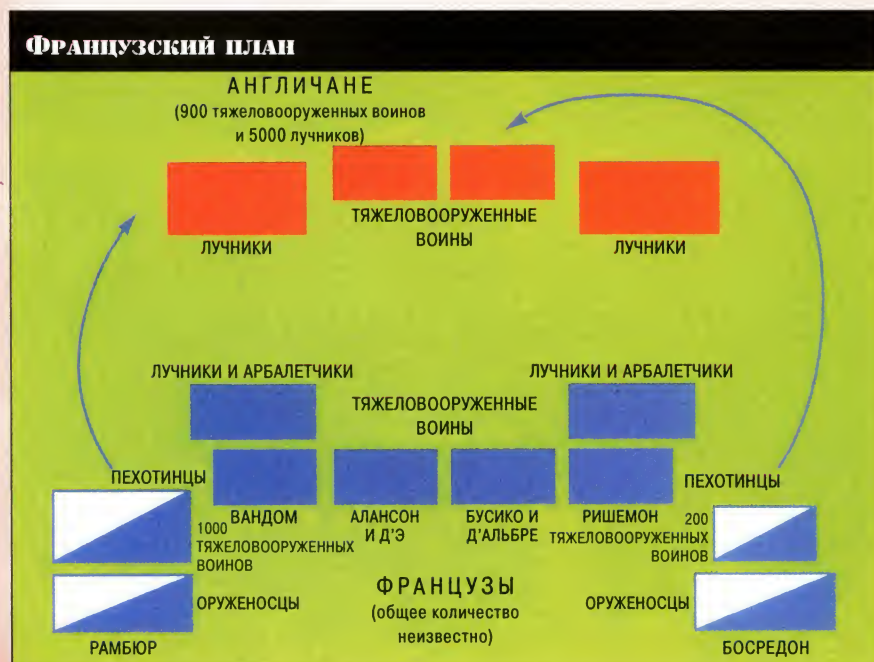 Французский план
АНГЛИЧАНЕ
(900 тяжеловооруженных воинов
и 5000 лучников)
ТЯЖЕЛОВООРУЖЕННЫЕ
ВОИНЫ
ЛУЧНИКИ
ЛУЧНИКИ
ЛУЧНИКИ И АРБАЛЕТЧИКИ
ЛУЧНИКИ И АРБАЛЕТЧИКИ
ТЯЖЕЛОВООРУЖЕННЫЕ
ВОИНЫ
ПЕХОТИНЦЫ
ПЕХОТИНЦЫ
ВАНДОМ
АЛАНСОН
И Д'Э
БУСИКО И
Д'АЛЬБРЕ
РИШЕМОН
1000
ТЯЖЕЛОВООРУЖЕННЫХ
ВОИНОВ
200
ТЯЖЕЛОВООРУЖЕННЫХ
ВОИНОВ
ФРАНЦУЗЫ
(общее количество
неизвестно)
ОРУЖЕНОСЦЫ
ОРУЖЕНОСЦЫ
РАМБЮР
БОСРЕДОН